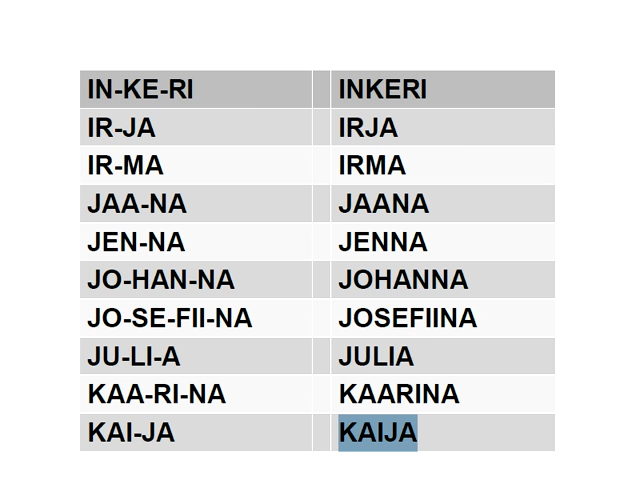 IN-KE-RI INKERI
IR-JA IRJA
IR-MA IRMA
JAA-NA JAANA
JEN-NA JENNA
JO-HAN-NA JOHANNA
JO-SE-FII-NA JOSEFIINA
JU-LI-A JULIA
KAA-RI-NA KAARINA
KAI-JA KAIJA